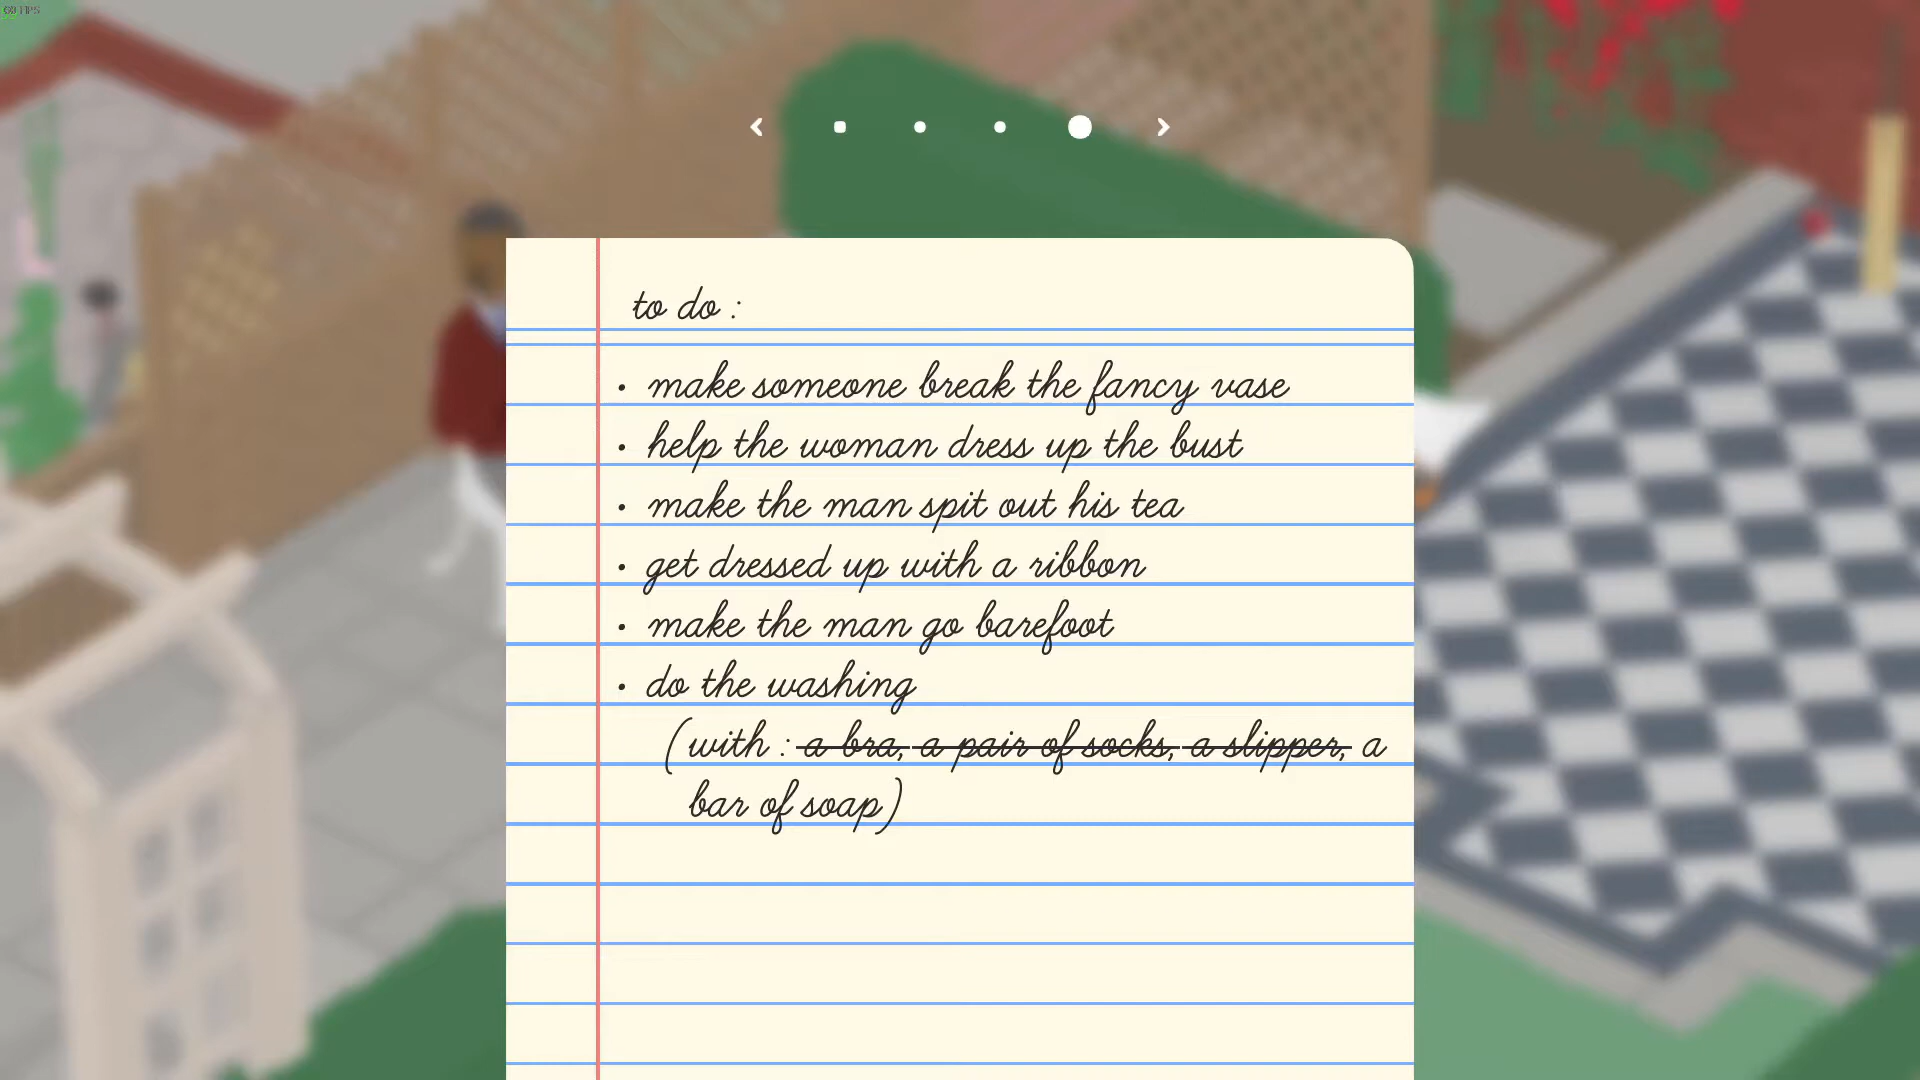 60 FPS
to do :
• make someone break the fancy vase
• help the woman dress up the bust
• make the man spit out his tea
• get dressed up with a ribbon
• make the man go barefoot
• do the washing
(with : a bra, a pair of socks, a slipper, a
bar of soap)